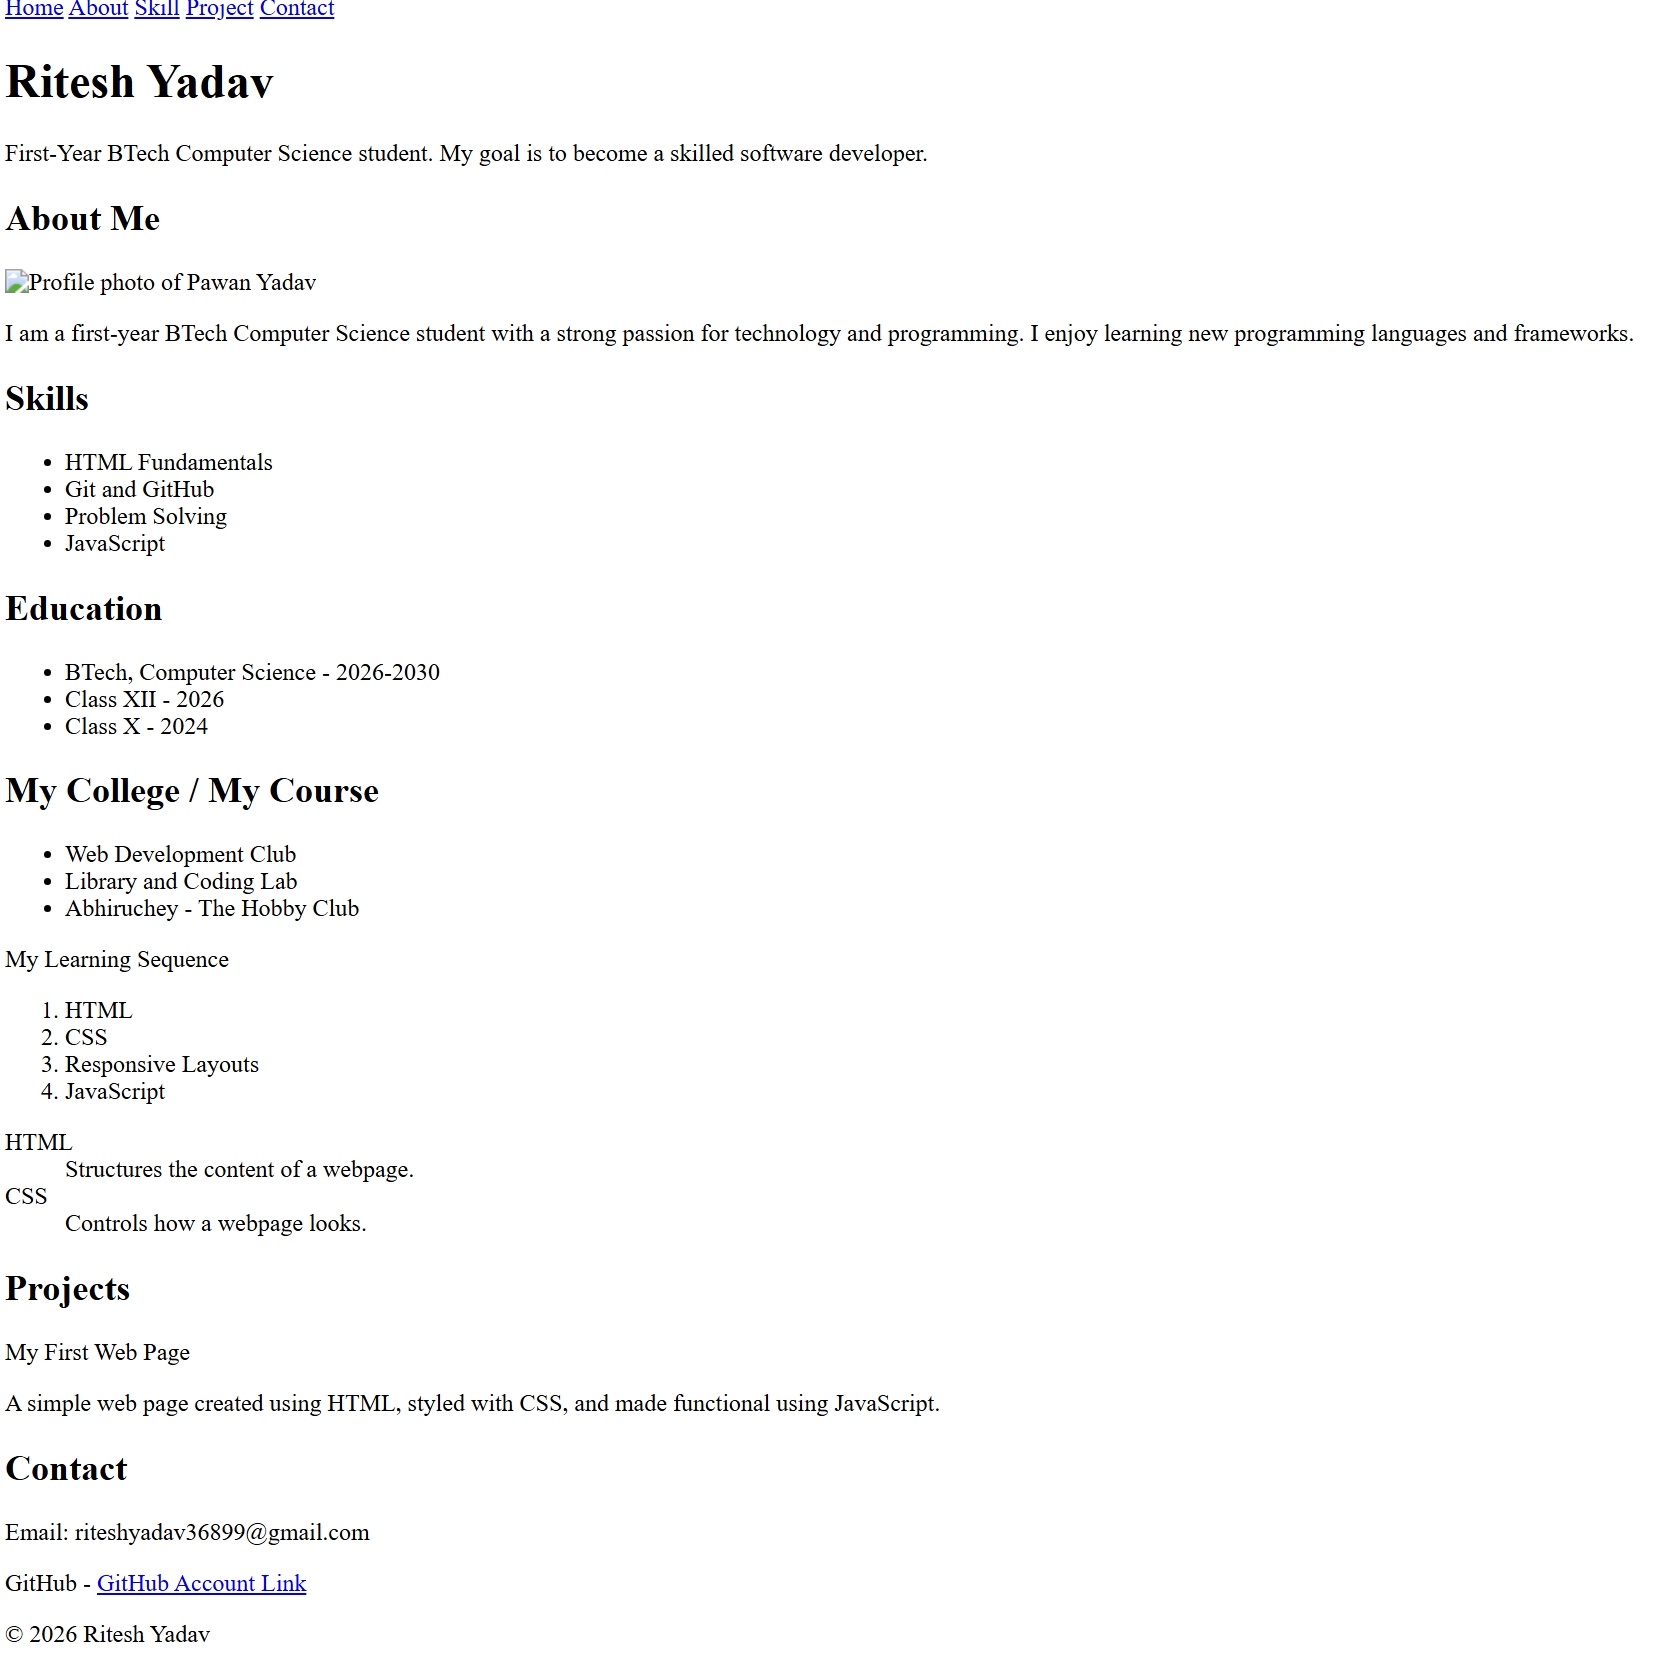 Home About Skill Project Contact
Ritesh Yadav
First-Year BTech Computer Science student. My goal is to become a skilled software developer.
About Me
Profile photo of Pawan Yadav
I am a first-year BTech Computer Science student with a strong passion for technology and programming. I enjoy learning new programming languages and frameworks.
Skills
• HTML Fundamentals
• Git and GitHub
• Problem Solving
• JavaScript
Education
• BTech, Computer Science - 2026-2030
• Class XII - 2026
• Class X - 2024
My College / My Course
• Web Development Club
• Library and Coding Lab
• Abhiruchey - The Hobby Club
My Learning Sequence
1. HTML
2. CSS
3. Responsive Layouts
4. JavaScript
HTML
Structures the content of a webpage.
CSS
Controls how a webpage looks.
Projects
My First Web Page
A simple web page created using HTML, styled with CSS, and made functional using JavaScript.
Contact
Email: riteshyadav36899@gmail.com
GitHub - GitHub Account Link
© 2026 Ritesh Yadav